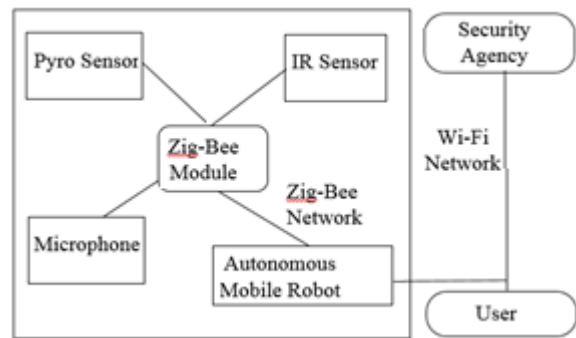 Pyro Sensor
IR Sensor
Security
Agency
Zig-Bee
Module
Wi-Fi
Network
Zig-Bee
Network
Microphone
Autonomous
Mobile Robot
User